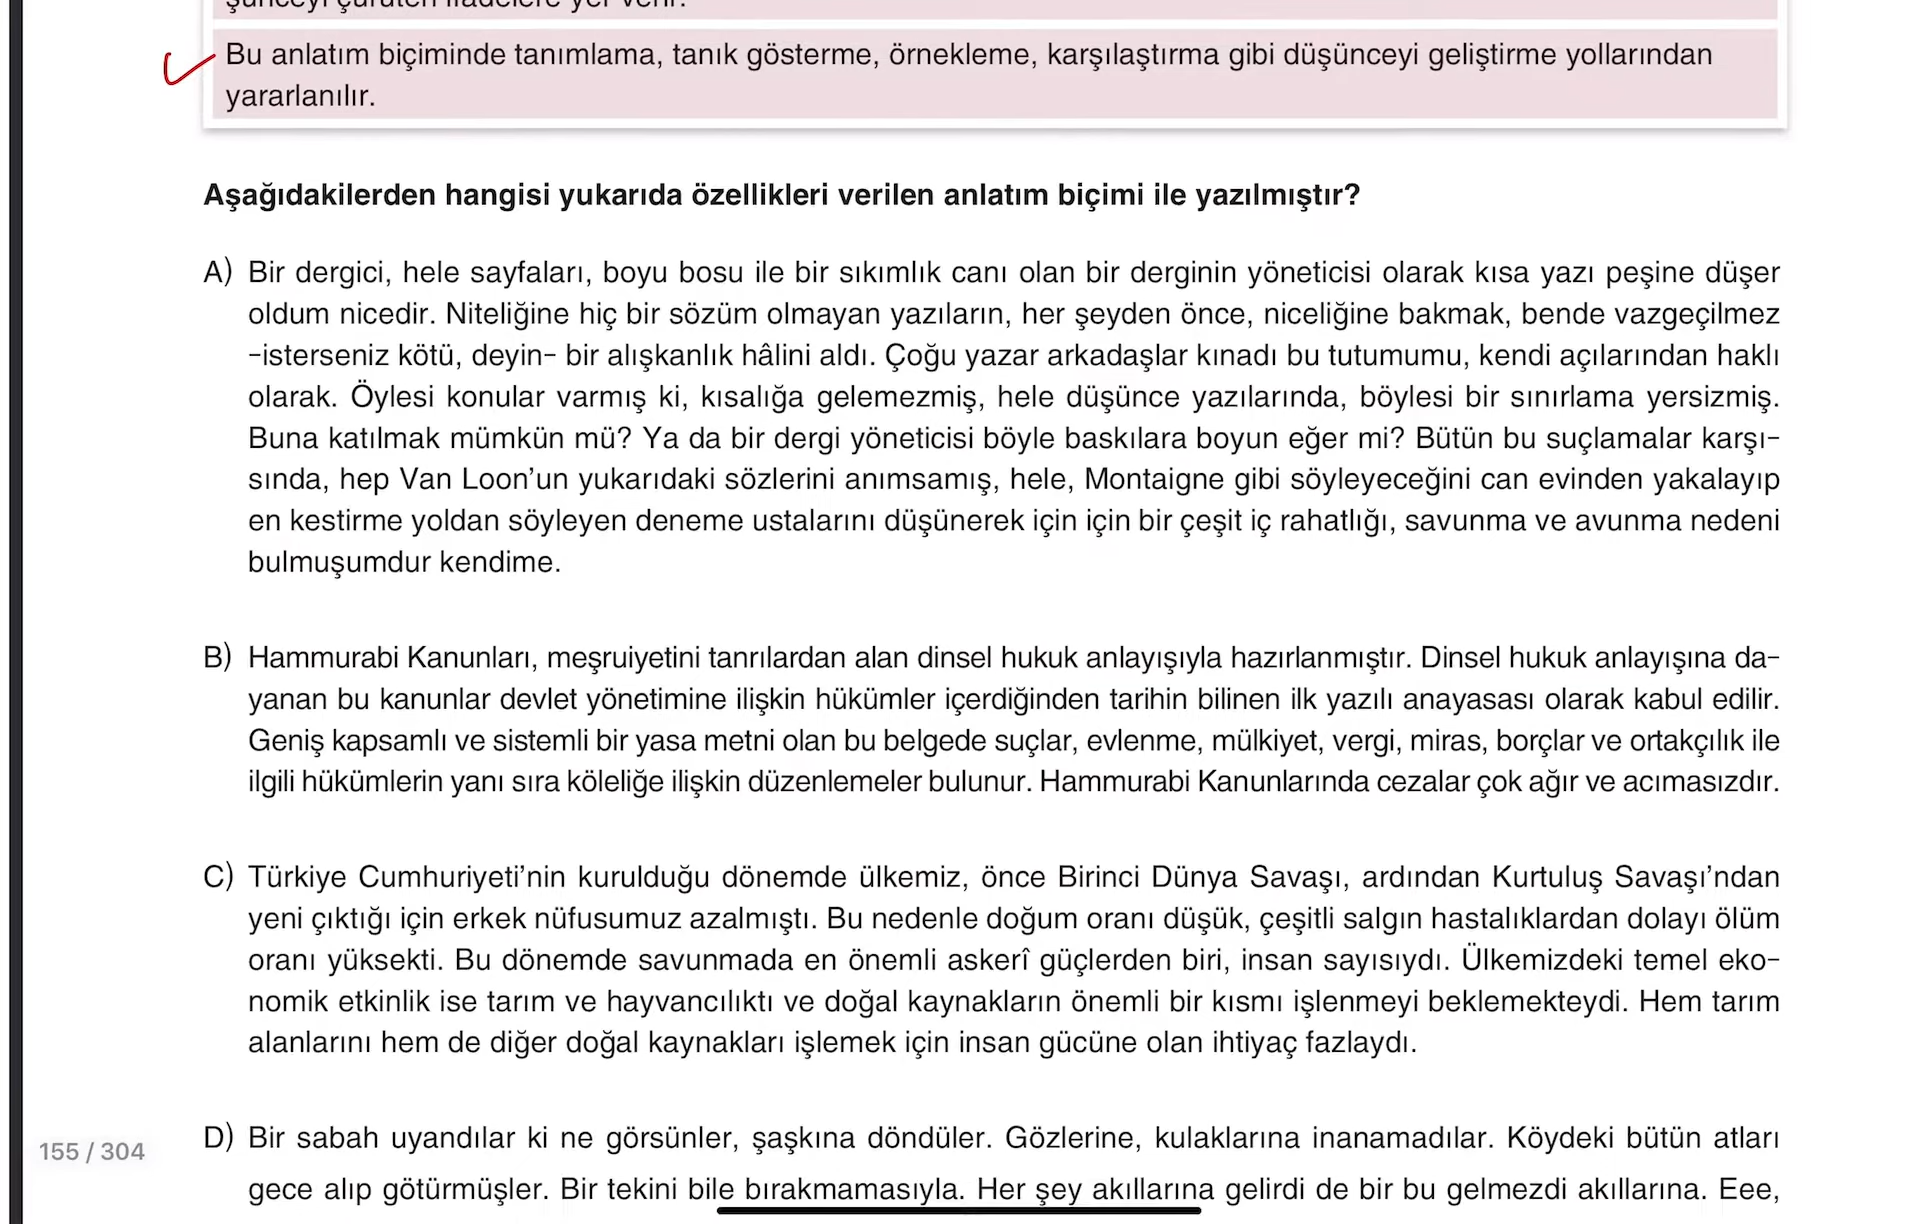 şünceyi çürüten ifadelere yer verir.
Bu anlatım biçiminde tanımlama, tanık gösterme, örnekleme, karşılaştırma gibi düşünceyi geliştirme yollarından
yararlanılır.
Aşağıdakilerden hangisi yukarıda özellikleri verilen anlatım biçimi ile yazılmıştır?
A) Bir dergici, hele sayfaları, boyu bosu ile bir sıkımlık canı olan bir derginin yöneticisi olarak kısa yazı peşine düşer
oldum nicedir. Niteliğine hiç bir sözüm olmayan yazıların, her şeyden önce, niceliğine bakmak, bende vazgeçilmez
-isterseniz kötü, deyin- bir alışkanlık hâlini aldı. Çoğu yazar arkadaşlar kınadı bu tutumumu, kendi açılarından haklı
olarak. Öylesi konular varmış ki, kısalığa gelemezmiş, hele düşünce yazılarında, böylesi bir sınırlama yersizmiş.
Buna katılmak mümkün mü? Ya da bir dergi yöneticisi böyle baskılara boyun eğer mi? Bütün bu suçlamalar karşı-
sında, hep Van Loon’un yukarıdaki sözlerini anımsamış, hele, Montaigne gibi söyleyeceğini can evinden yakalayıp
en kestirme yoldan söyleyen deneme ustalarını düşünerek için için bir çeşit iç rahatlığı, savunma ve avunma nedeni
bulmuşumdur kendime.
B) Hammurabi Kanunları, meşruiyetini tanrılardan alan dinsel hukuk anlayışıyla hazırlanmıştır. Dinsel hukuk anlayışına da-
yanan bu kanunlar devlet yönetimine ilişkin hükümler içerdiğinden tarihin bilinen ilk yazılı anayasası olarak kabul edilir.
Geniş kapsamlı ve sistemli bir yasa metni olan bu belgede suçlar, evlenme, mülkiyet, vergi, miras, borçlar ve ortakçılık ile
ilgili hükümlerin yanı sıra köleliğe ilişkin düzenlemeler bulunur. Hammurabi Kanunlarında cezalar çok ağır ve acımasızdır.
C) Türkiye Cumhuriyeti’nin kurulduğu dönemde ülkemiz, önce Birinci Dünya Savaşı, ardından Kurtuluş Savaşı’ndan
yeni çıktığı için erkek nüfusumuz azalmıştı. Bu nedenle doğum oranı düşük, çeşitli salgın hastalıklardan dolayı ölüm
oranı yüksekti. Bu dönemde savunmada en önemli askerî güçlerden biri, insan sayısıydı. Ülkemizdeki temel eko-
nomik etkinlik ise tarım ve hayvancılıktı ve doğal kaynakların önemli bir kısmı işlenmeyi beklemekteydi. Hem tarım
alanlarını hem de diğer doğal kaynakları işlemek için insan gücüne olan ihtiyaç fazlaydı.
D) Bir sabah uyandılar ki ne görsünler, şaşkına döndüler. Gözlerine, kulaklarına inanamadılar. Köydeki bütün atları
155 / 304
gece alıp götürmüşler. Bir tekini bile bırakmamasıyla. Her şey akıllarına gelirdi de bir bu gelmezdi akıllarına. Eee,